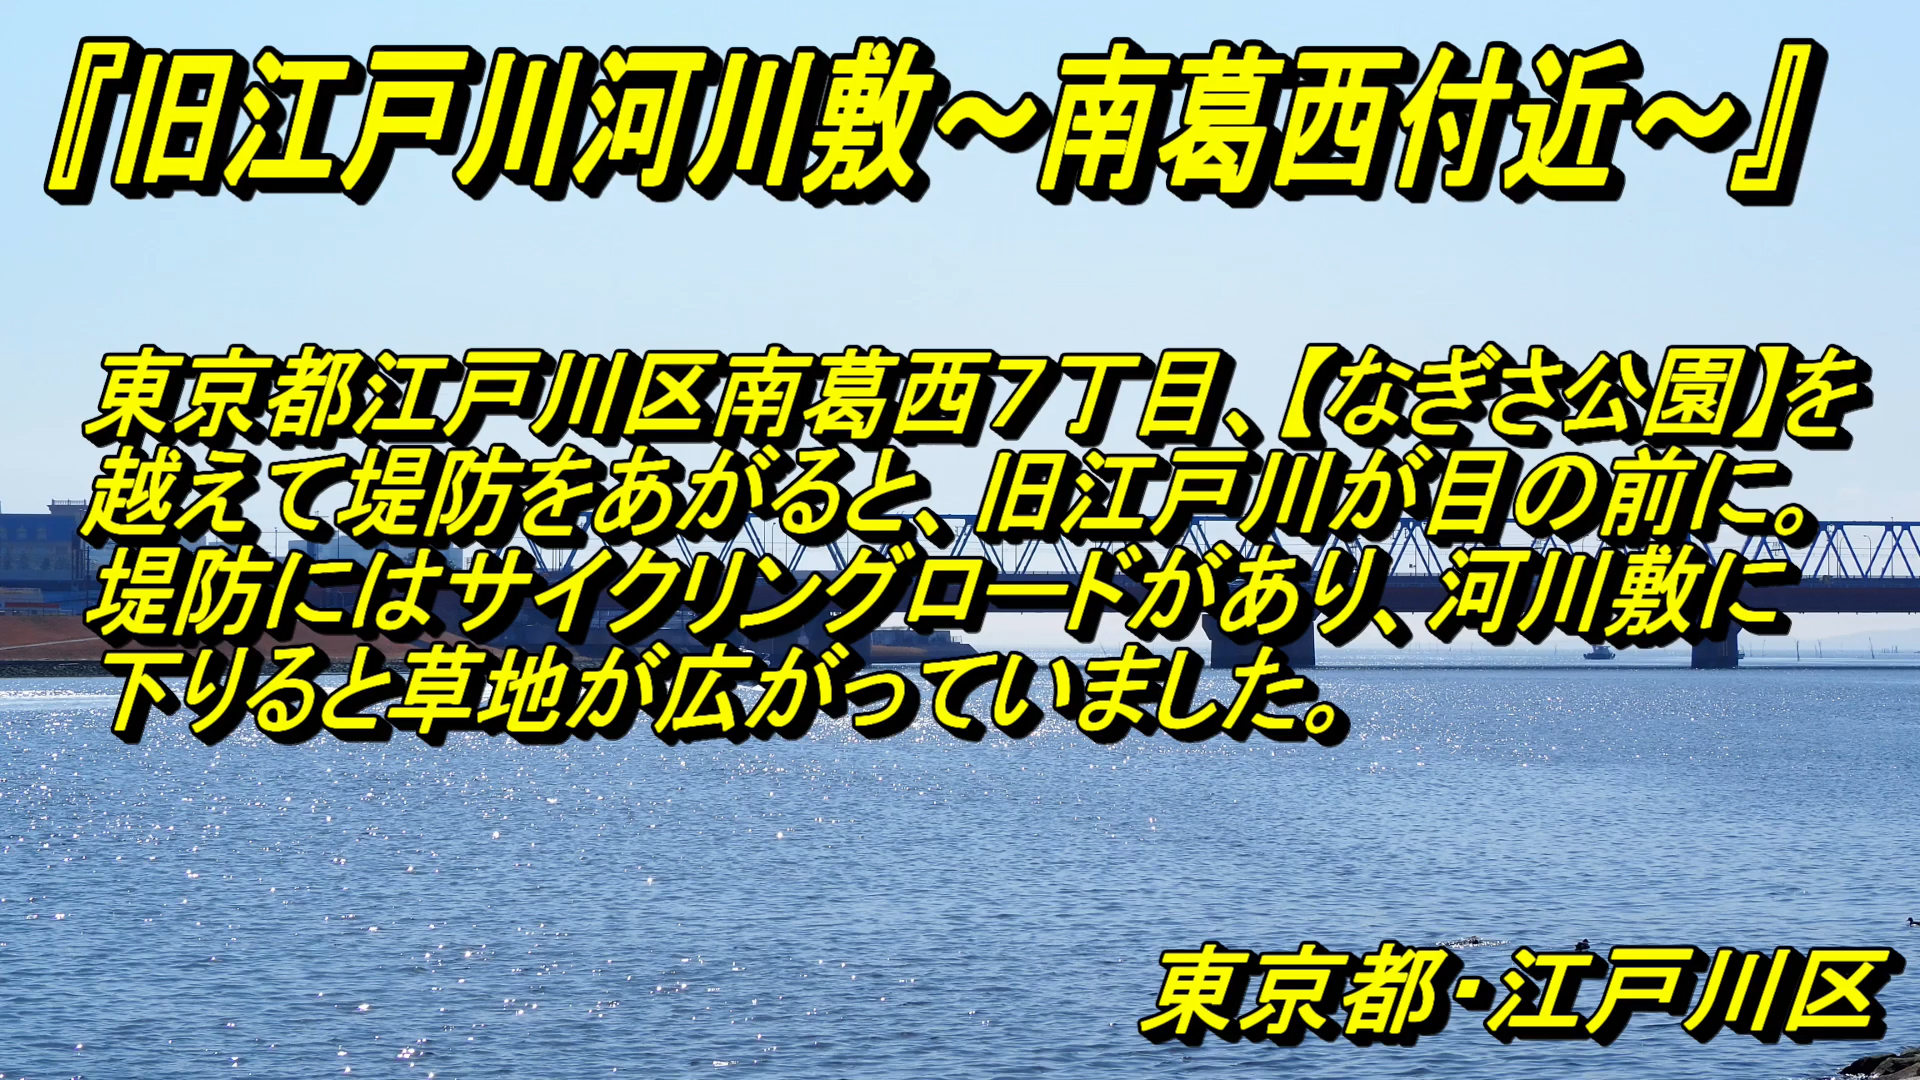 『旧江戸川河川敷～南葛西付近～』
東京都江戸川区南葛西７丁目、【なぎさ公園】を
越えて堤防をあがると、旧江戸川が目の前に。
堤防にはサイクリングロードがあり、河川敷に
下りると草地が広がっていました。
東京都・江戸川区